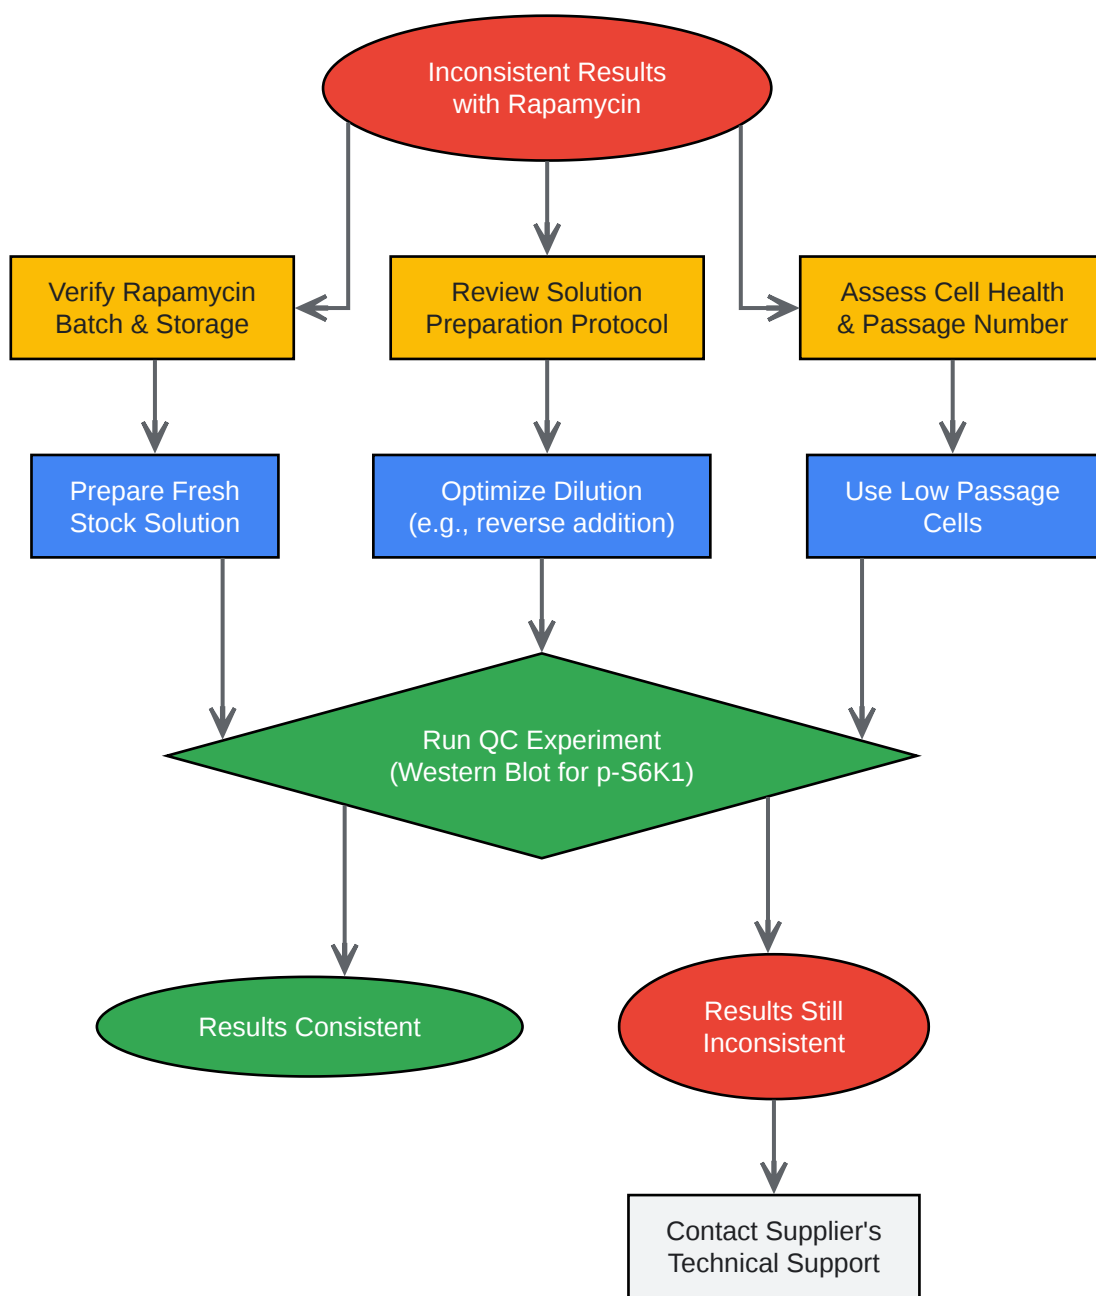 Inconsistent Results
with Rapamycin
Verify Rapamycin
Batch & Storage
Review Solution
Preparation Protocol
Assess Cell Health
& Passage Number
Prepare Fresh
Stock Solution
Optimize Dilution
(e.g., reverse addition)
Use Low Passage
Cells
Run QC Experiment
(Western Blot for p-S6K1)
Results Consistent
Results Still
Inconsistent
Contact Supplier's
Technical Support